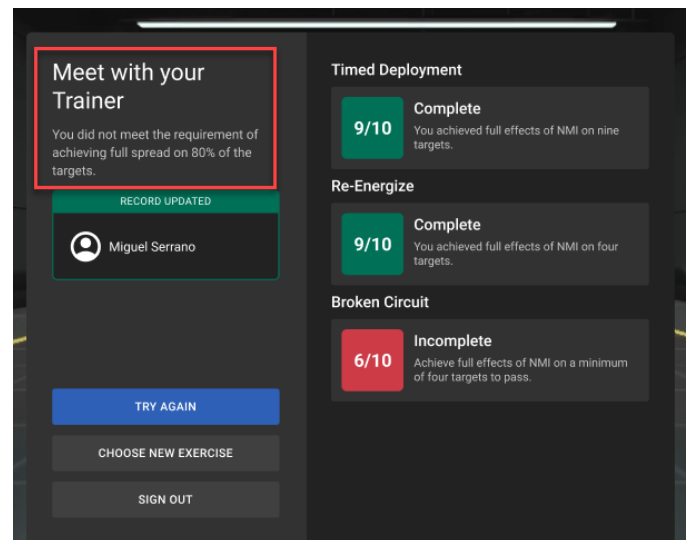 Meet with your
Trainer
You did not meet the requirement of
achieving full spread on 80% of the
targets.
RECORD UPDATED
Miguel Serrano
TRY AGAIN
CHOOSE NEW EXERCISE
SIGN OUT
Timed Deployment
9/10
Complete
You achieved full effects of NMI on nine
targets.
Re-Energize
9/10
Complete
You achieved full effects of NMI on four
targets.
Broken Circuit
6/10
Incomplete
Achieve full effects of NMI on a minimum
of four targets to pass.